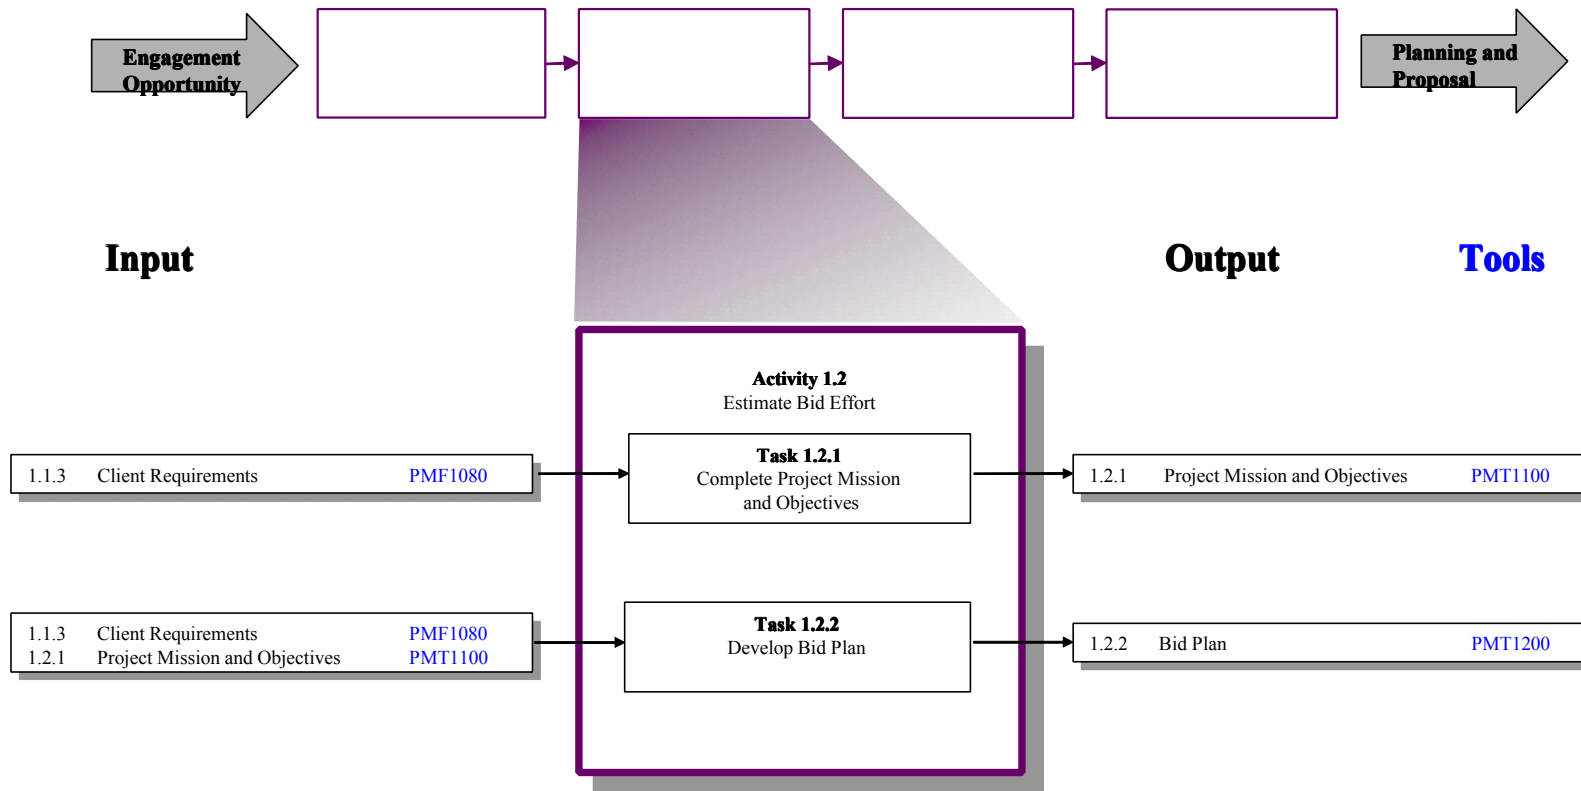 Engagement
Opportunity
Planning and
Proposal
Input
Output
Tools
Activity 1.2
Estimate Bid Effort
1.1.3 Client Requirements PMF1080
Task 1.2.1
Complete Project Mission
and Objectives
1.2.1 Project Mission and Objectives PMT1100
1.1.3 Client Requirements PMF1080
1.2.1 Project Mission and Objectives PMT1100
Task 1.2.2
Develop Bid Plan
1.2.2 Bid Plan PMT1200